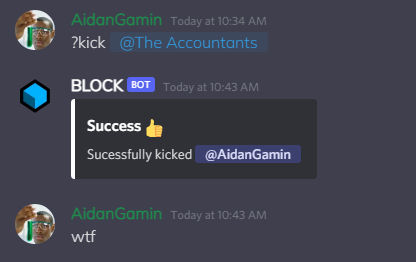 AidanGamin Today at 10:34 AM
?kick @The Accountants
BLOCK BOT Today at 10:43 AM
Success 👍
Sucessfully kicked @AidanGamin
AidanGamin Today at 10:43 AM
wtf